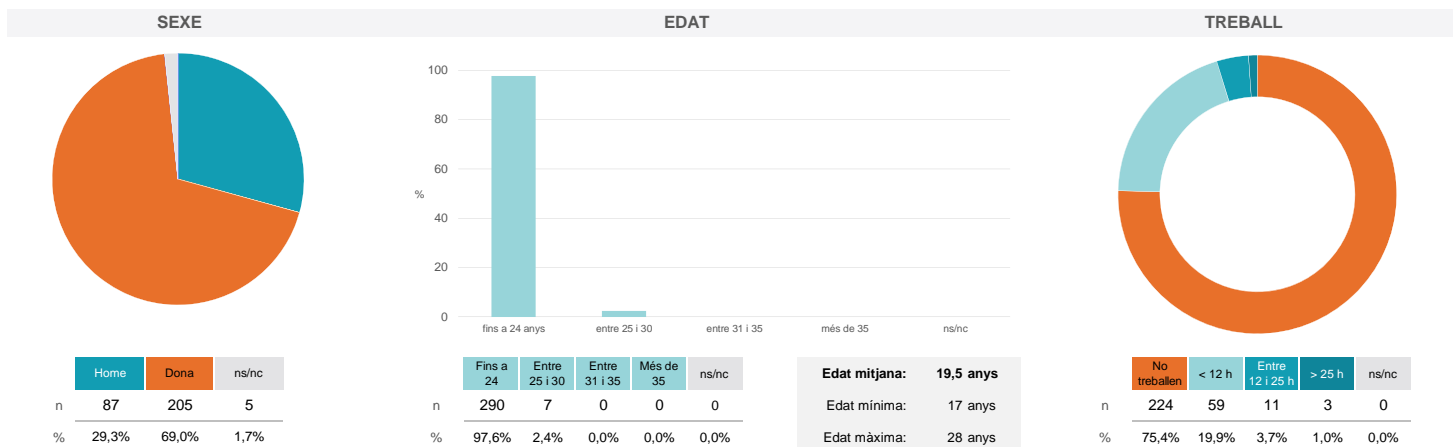 SEXE
EDAT
TREBALL
100
80
60
%
40
20
0
fins a 24 anys entre 25 i 30 entre 31 i 35 més de 35 ns/nc
Home Dona ns/nc
n 87 205 5
% 29,3% 69,0% 1,7%
Fins a 24 Entre 25 i 30 Entre 31 i 35 Més de 35 ns/nc
n 290 7 0 0 0
% 97,6% 2,4% 0,0% 0,0% 0,0%
Edat mitjana: 19,5 anys
Edat mínima: 17 anys
Edat màxima: 28 anys
No treballen < 12 h Entre 12 i 25 h > 25 h ns/nc
n 224 59 11 3 0
% 75,4% 19,9% 3,7% 1,0% 0,0%